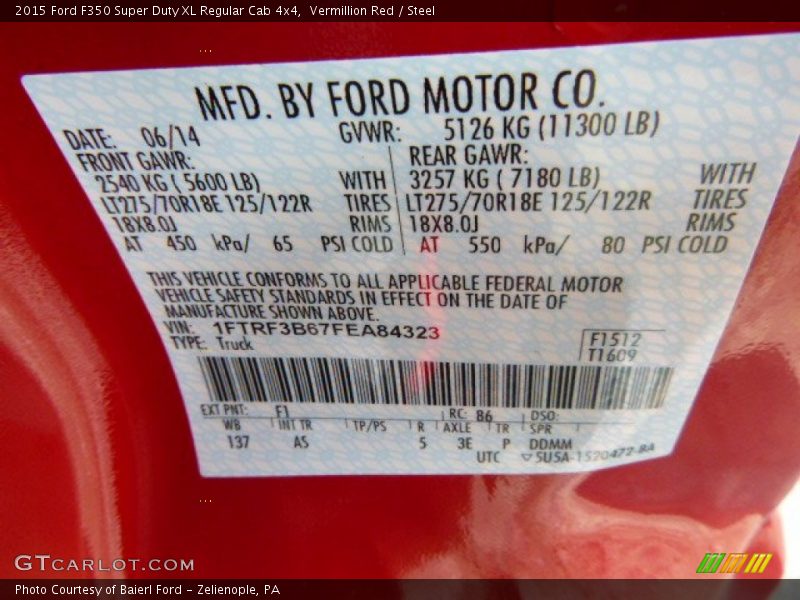 2015 Ford F350 Super Duty XL Regular Cab 4x4, Vermillion Red / Steel
MFD. BY FORD MOTOR CO.
DATE: 06/14 GVWR: 5126 KG (11300 LB)
FRONT GAWR: REAR GAWR:
2540 KG ( 5600 LB) WITH 3257 KG ( 7180 LB) WITH
LT275/70R18E 125/122R TIRES LT275/70R18E 125/122R TIRES
18X8.0J RIMS 18X8.0J RIMS
AT 450 kPa/ 65 PSI COLD AT 550 kPa/ 80 PSI COLD
THIS VEHICLE CONFORMS TO ALL APPLICABLE FEDERAL MOTOR
VEHICLE SAFETY STANDARDS IN EFFECT ON THE DATE OF
MANUFACTURE SHOWN ABOVE.
VIN: 1FTRF3B67FEA84323
TYPE: Truck
F1512
T1609
EXT PNT: F1 RC: 86 DSO:
WB INT TR TP/PS R AXLE TR SPR
137 AS 5 3E P DDMM
UTC 5U5A-1520472-BA
GTCARLOT.COM
Photo Courtesy of Baierl Ford - Zelienople, PA